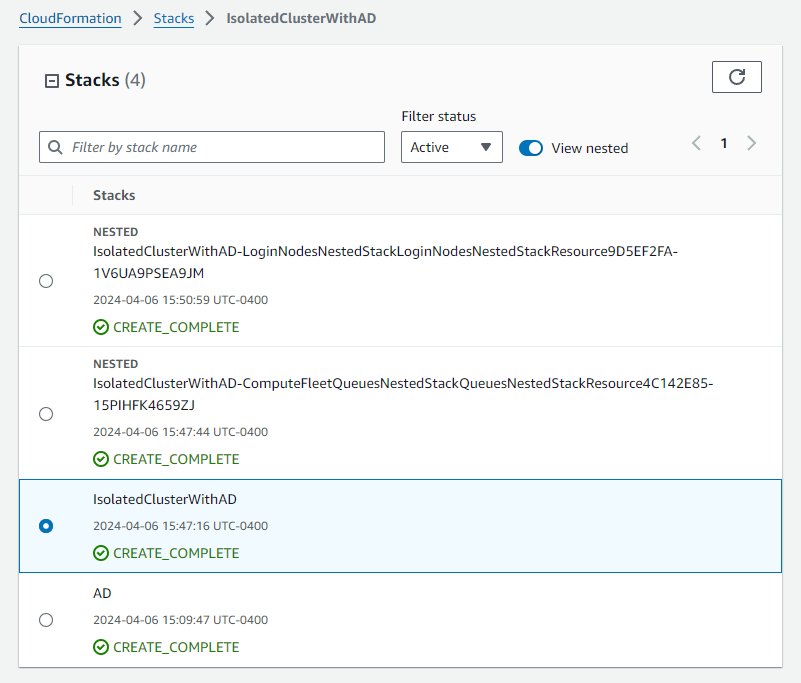 CloudFormation > Stacks > IsolatedClusterWithAD
Stacks (4)
Filter status
Filter by stack name
Active
View nested
1
Stacks
NESTED
IsolatedClusterWithAD-LoginNodesNestedStackLoginNodesNestedStackResource9D5EF2FA-
1V6UA9PSEA9JM
2024-04-06 15:50:59 UTC-0400
CREATE_COMPLETE
NESTED
IsolatedClusterWithAD-ComputeFleetQueuesNestedStackQueuesNestedStackResource4C142E85-
15PIHFK4659ZJ
2024-04-06 15:47:44 UTC-0400
CREATE_COMPLETE
IsolatedClusterWithAD
2024-04-06 15:47:16 UTC-0400
CREATE_COMPLETE
AD
2024-04-06 15:09:47 UTC-0400
CREATE_COMPLETE